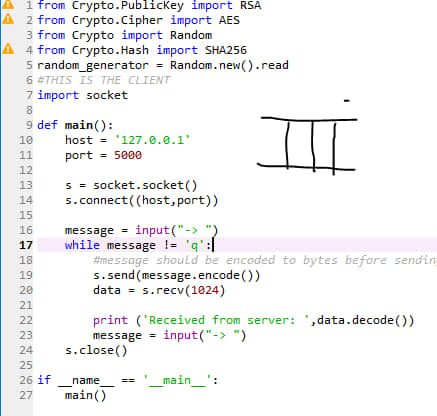 1 from Crypto.PublicKey import RSA
2 from Crypto.Cipher import AES
3 from Crypto import Random
4 from Crypto.Hash import SHA256
5 random_generator = Random.new().read
6 #THIS IS THE CLIENT
7 import socket
8
9 def main():
10     host = '127.0.0.1'
11     port = 5000
12
13     s = socket.socket()
14     s.connect((host,port))
15
16     message = input("-> ")
17     while message != 'q':
18         #message should be encoded to bytes before sendin
19         s.send(message.encode())
20         data = s.recv(1024)
21
22         print ('Received from server: ',data.decode())
23         message = input("-> ")
24     s.close()
25
26 if __name__ == '__main__':
27     main()